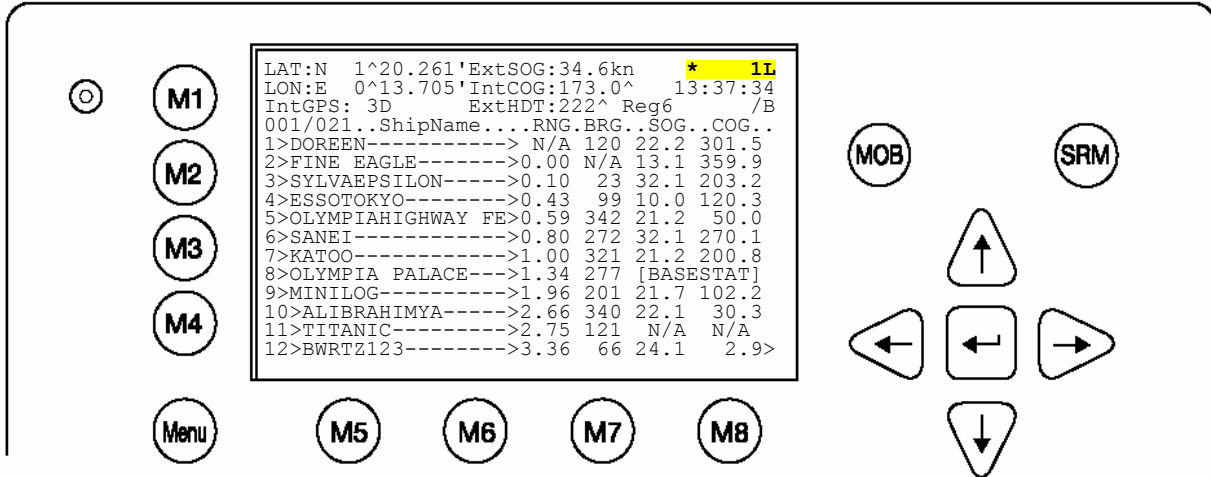 LAT:N  1^20.261'ExtSOG:34.6kn    *  1L
LON:E  0^13.705'IntCOG:173.0^   13:37:34
IntGPS: 3D     ExtHDT:222^ Reg6      /B
001/021..ShipName....RNG.BRG..SOG..COG..
1>DOREEN-----------> N/A 120 22.2 301.5
2>FINE EAGLE------->0.00 N/A 13.1 359.9
3>SYLVAEPSILON----->0.10  23 32.1 203.2
4>ESSOTOKYO-------->0.43  99 10.0 120.3
5>OLYMPIAHIGHWAY FE>0.59 342 21.2  50.0
6>SANEI------------>0.80 272 32.1 270.1
7>KATOO------------>1.00 321 21.2 200.8
8>OLYMPIA PALACE--->1.34 277 [BASESTAT]
9>MINILOG---------->1.96 201 21.7 102.2
10>ALIBRAHIMYA----->2.66 340 22.1  30.3
11>TITANIC--------->2.75 121  N/A  N/A
12>BWRTZ123-------->3.36  66 24.1   2.9>
M1
M2
M3
M4
Menu
M5
M6
M7
M8
MOB
SRM